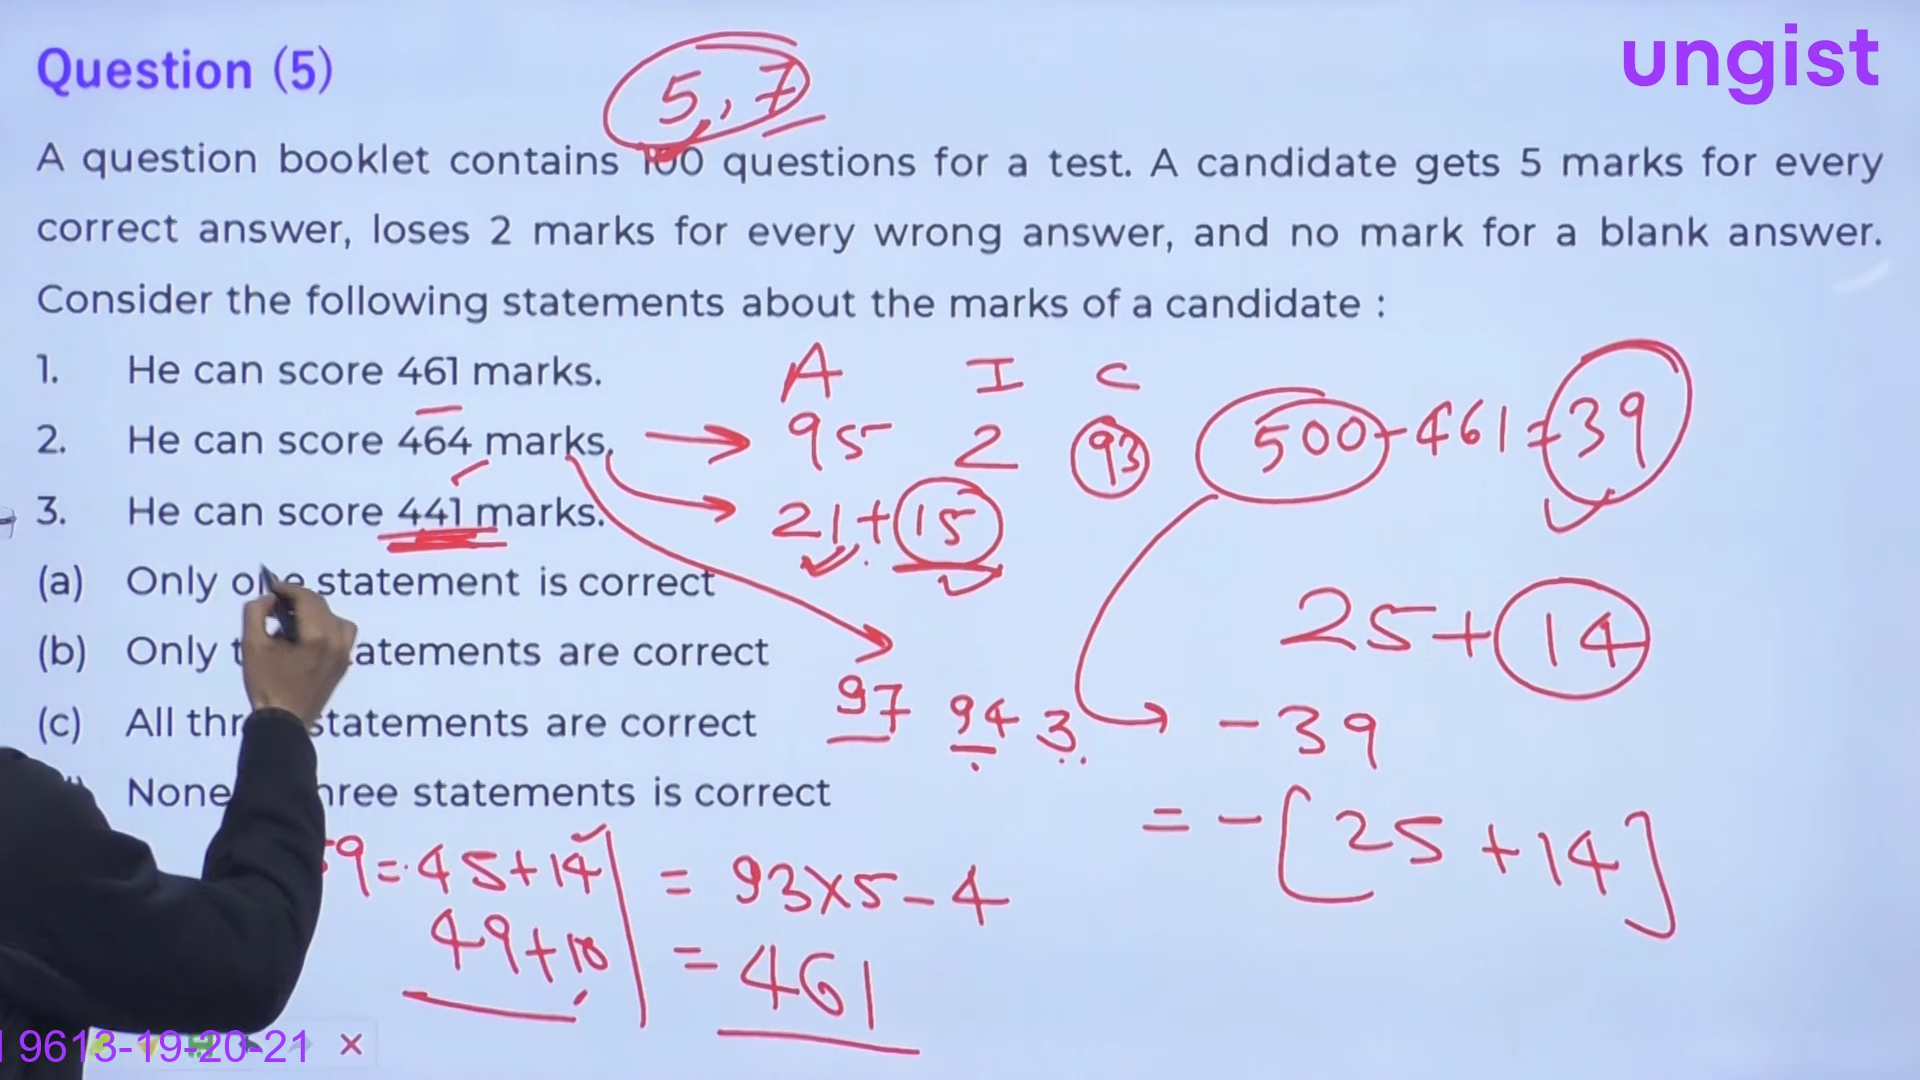 Question (5)
ungist
5, 7
A question booklet contains 100 questions for a test. A candidate gets 5 marks for every
correct answer, loses 2 marks for every wrong answer, and no mark for a blank answer.
Consider the following statements about the marks of a candidate :
1. He can score 461 marks.
2. He can score 464 marks.
3. He can score 441 marks.
A I C
95 2 93
500 - 461 = 39
21 + 15
(a) Only one statement is correct
(b) Only statements are correct
(c) All statements are correct
None three statements is correct
25 + 14
97 94 3
- 39
= - [25 + 14]
59 = 45 + 14
49 + 10
= 93 X 5 - 4
= 461
9613-19-20-21